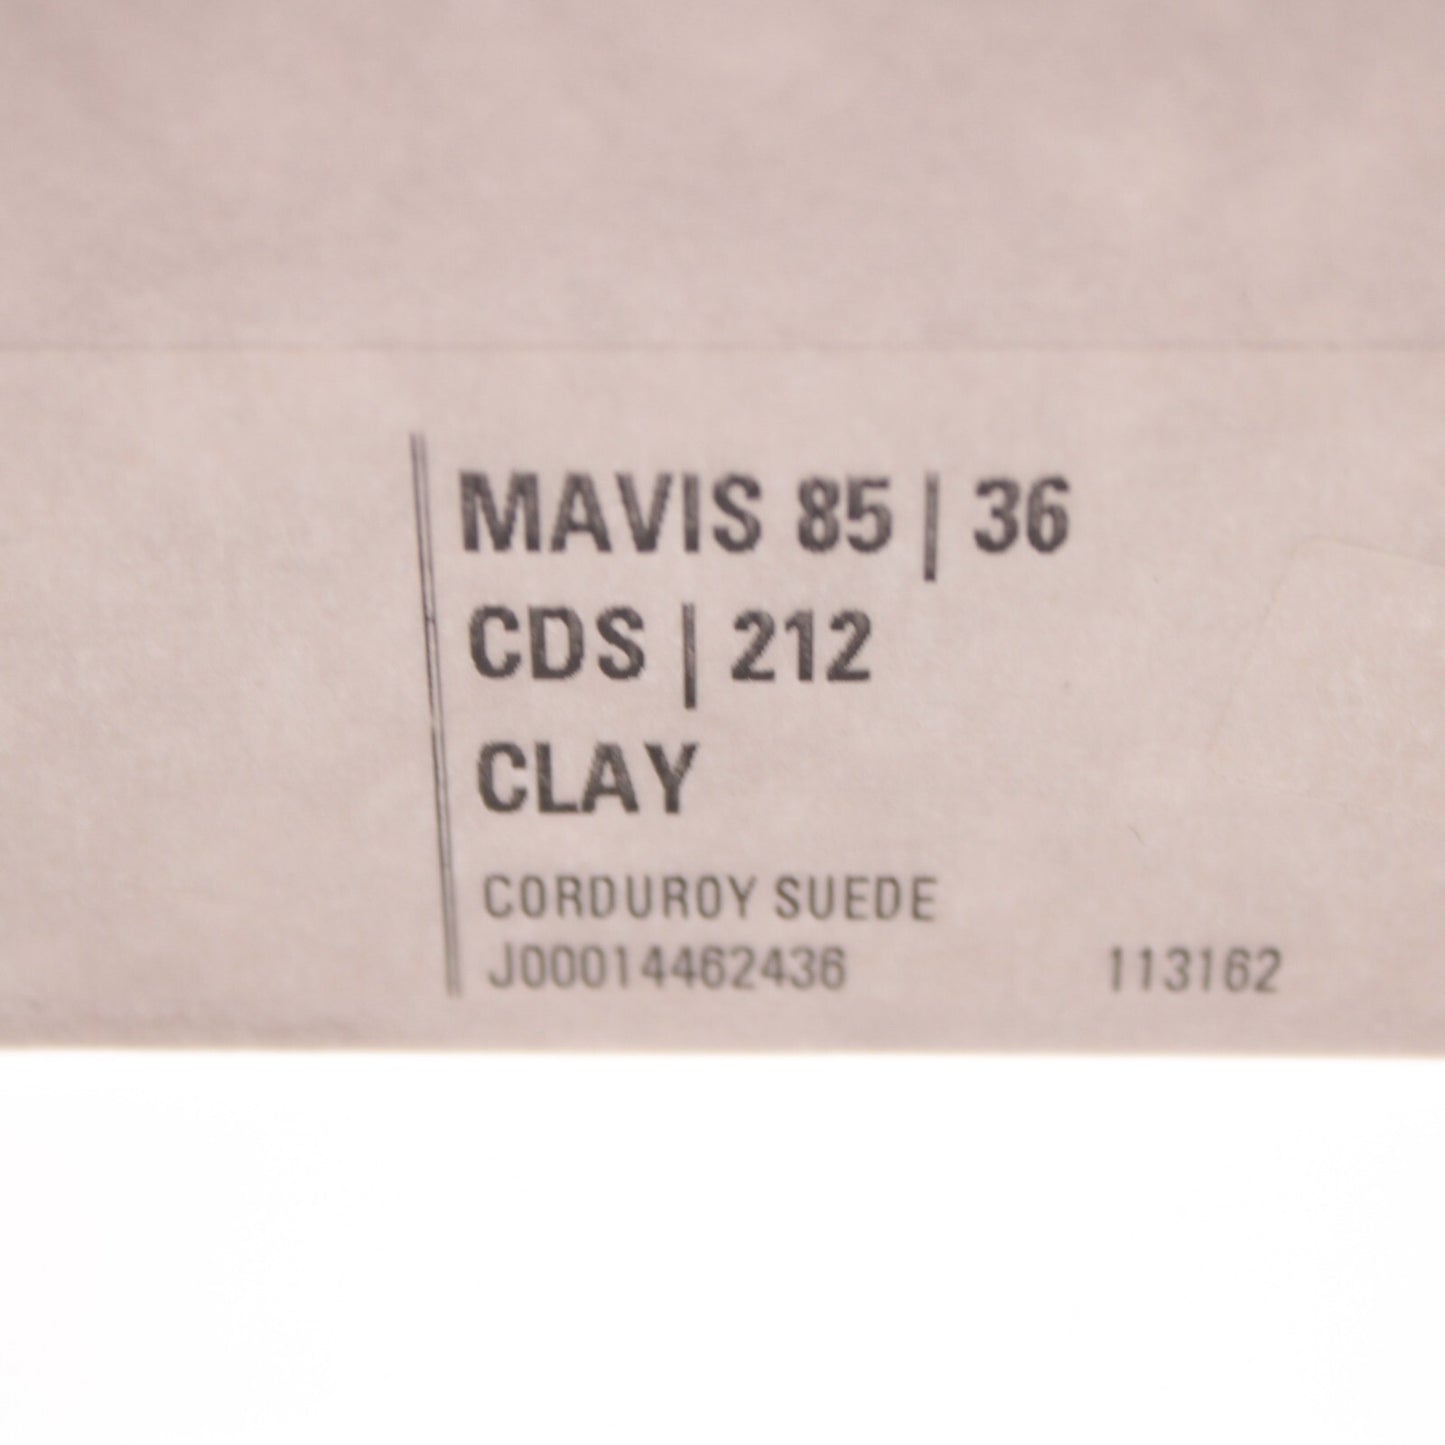 MAVIS 85 | 36
CDS | 212
CLAY
CORDUROY SUEDE
J00014462436 113162